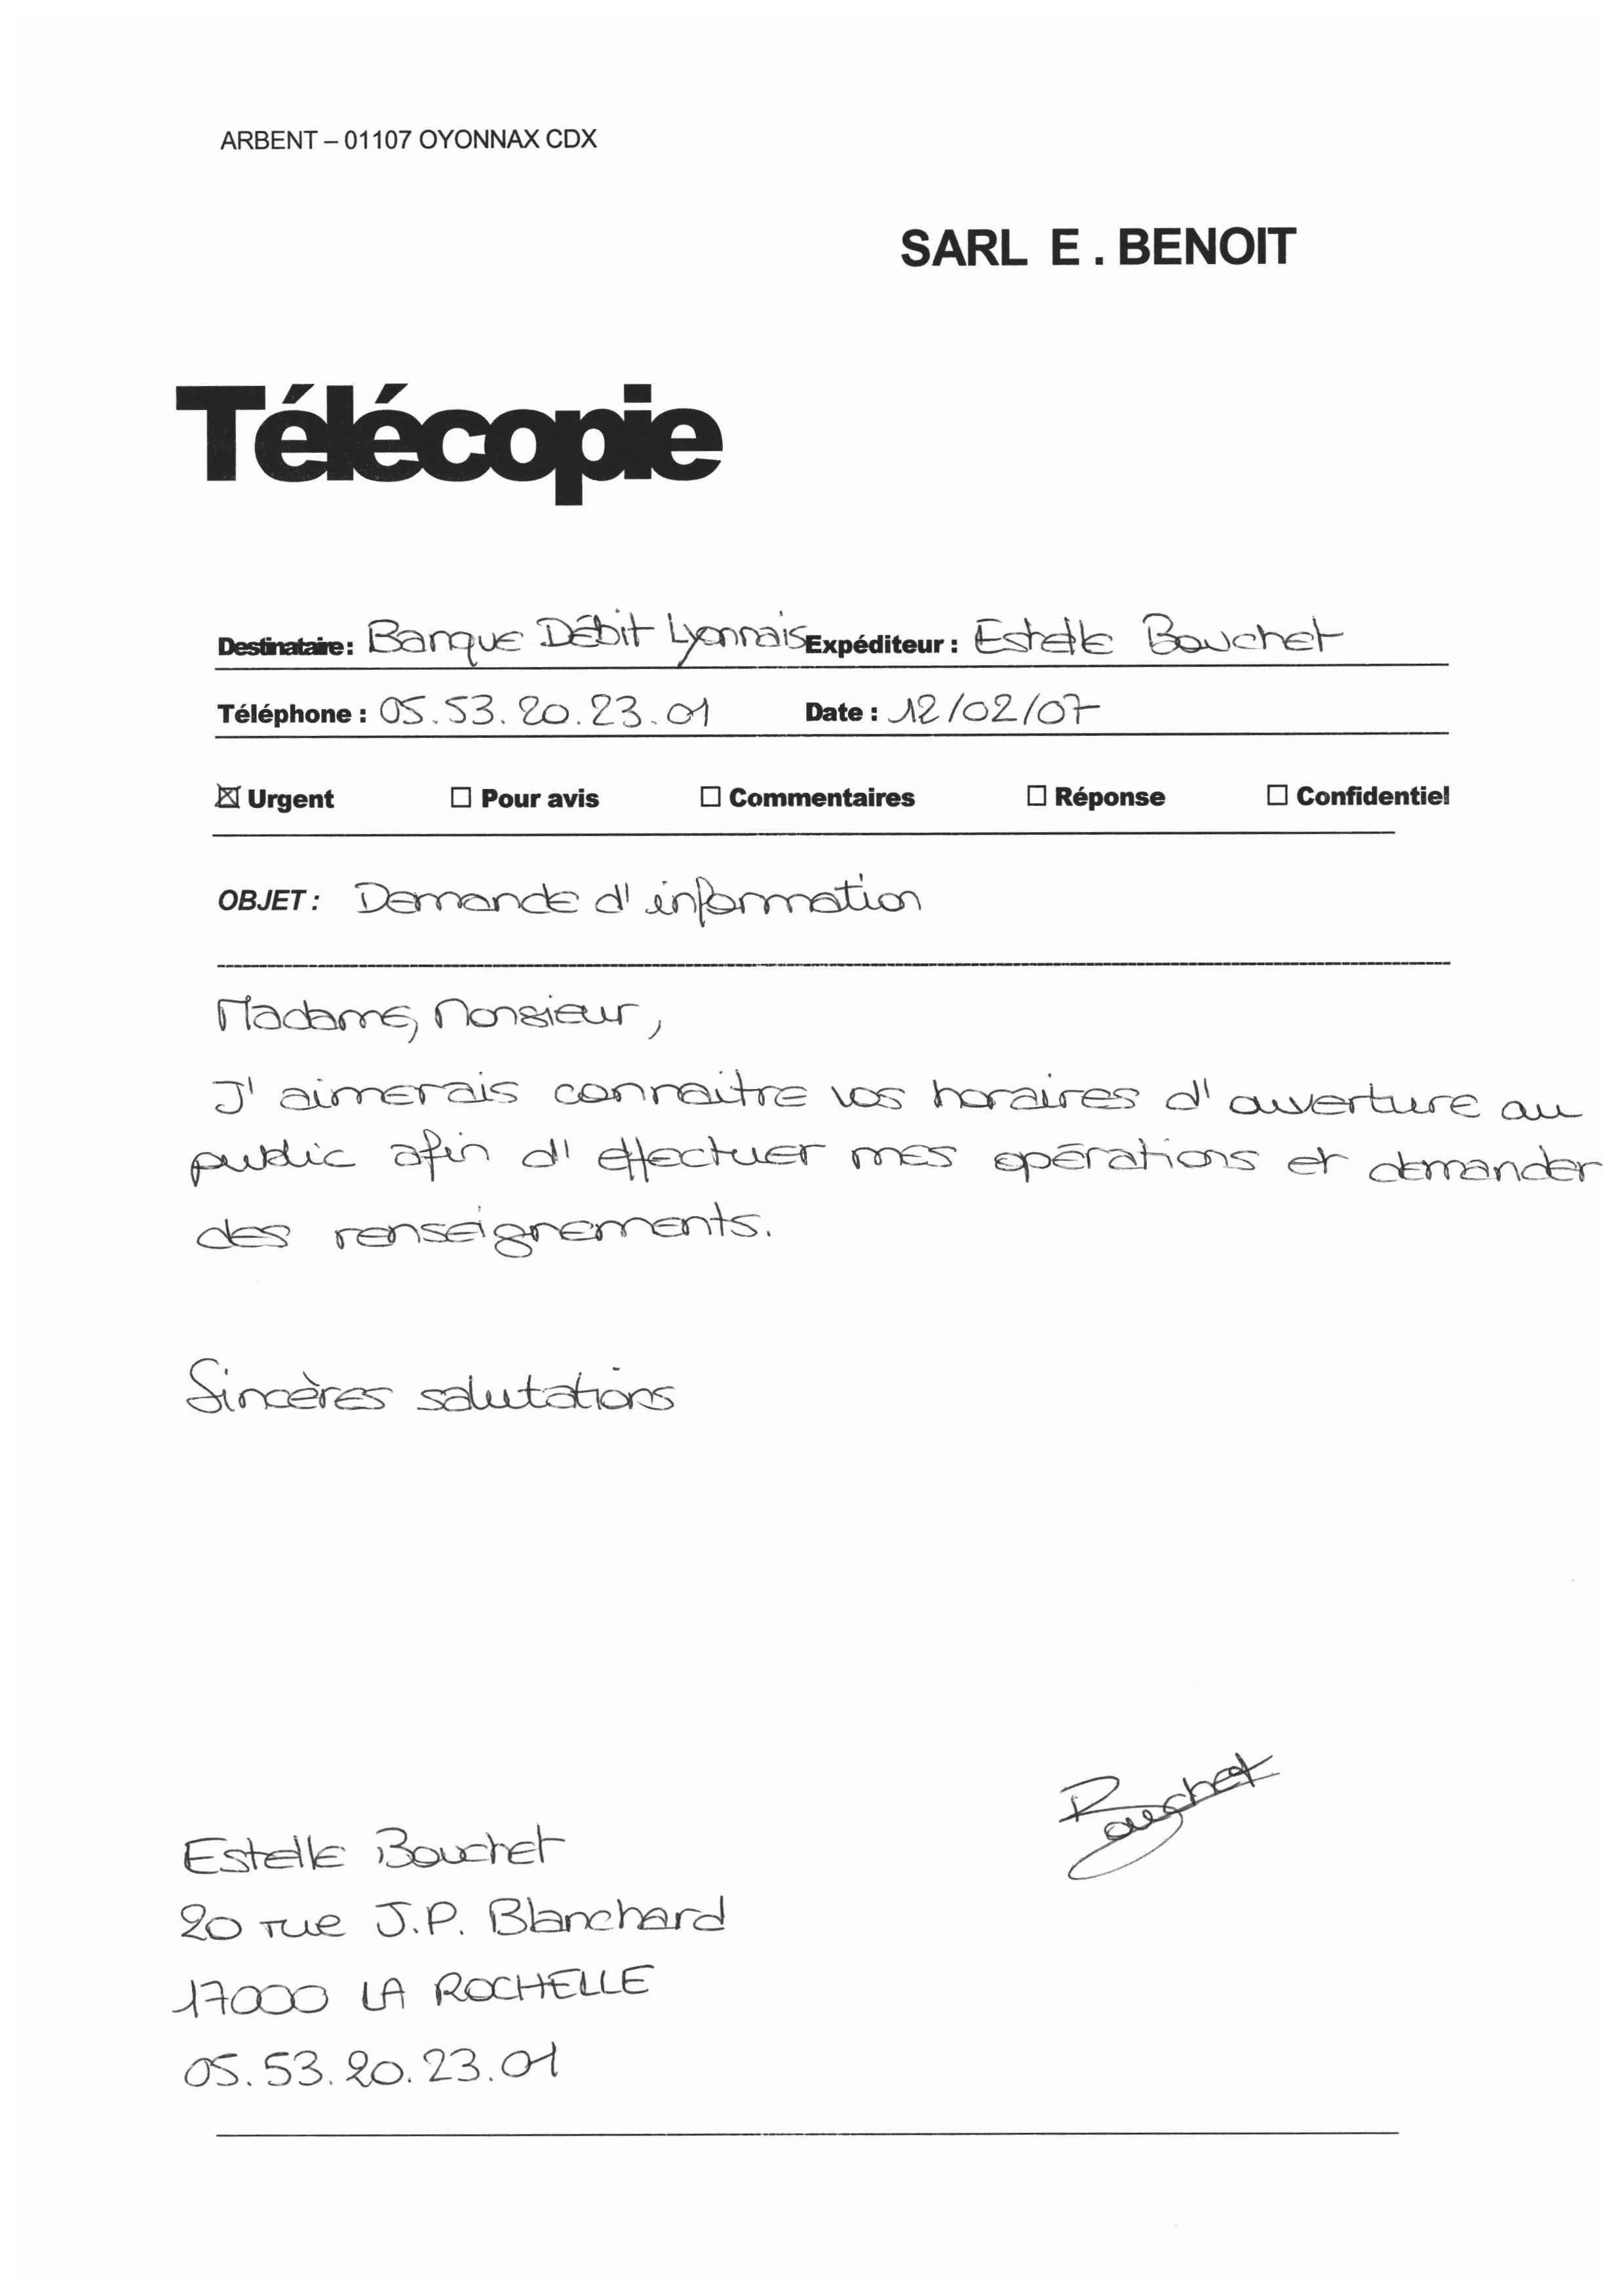 ARBENT – 01107 OYONNAX CDX
SARL E . BENOIT
Télécopie
Destinataire : Banque Débit Lyonnais Expéditeur : Estelle Bouchet
Téléphone : 05.53.20.23.01 Date : 12/02/07
☒ Urgent ☐ Pour avis ☐ Commentaires ☐ Réponse ☐ Confidentiel
OBJET : Demande d'information
Madame, Monsieur,
J'aimerais connaitre vos horaires d'ouverture au
public afin d'effectuer mes opérations et demander
des renseignements.
Sincères salutations
Bouchet
Estelle Bouchet
20 rue J.P. Blanchard
17000 LA ROCHELLE
05.53.20.23.01